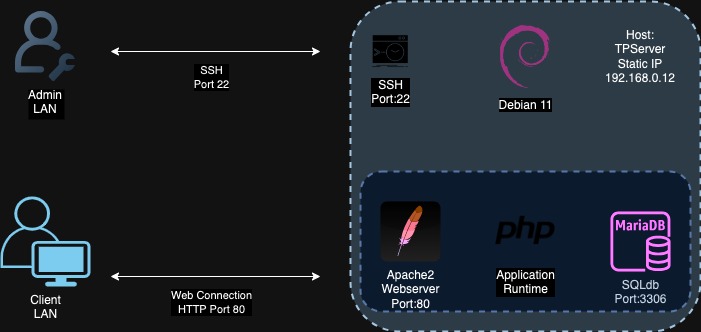 Admin
LAN
SSH
Port 22
SSH
Port:22
Debian 11
Host:
TPServer
Static IP
192.168.0.12
Client
LAN
Web Connection
HTTP Port 80
Apache2
Webserver
Port:80
php
Application
Runtime
MariaDB
SQLdb
Port:3306